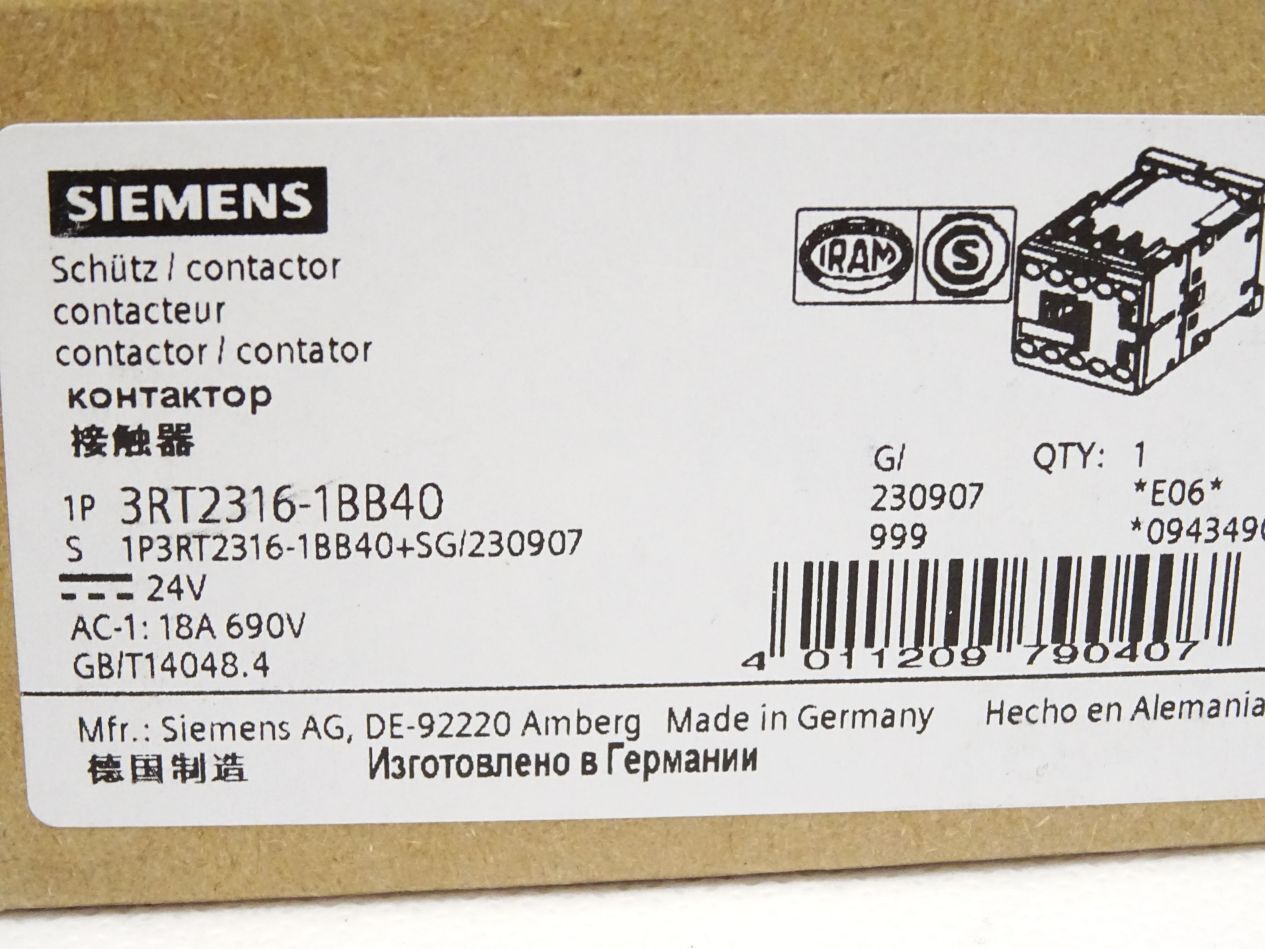 SIEMENS
Schütz / contactor
contacteur
contactor / contator
контактор
接触器
IRAM S
1P 3RT2316-1BB40
S 1P3RT2316-1BB40+SG/230907
24V
AC-1: 18A 690V
GB/T14048.4
G/ QTY: 1
230907 *E06*
999
4 011209 790407
Mfr.: Siemens AG, DE-92220 Amberg Made in Germany Hecho en Alemania
德国制造 Изготовлено в Германии